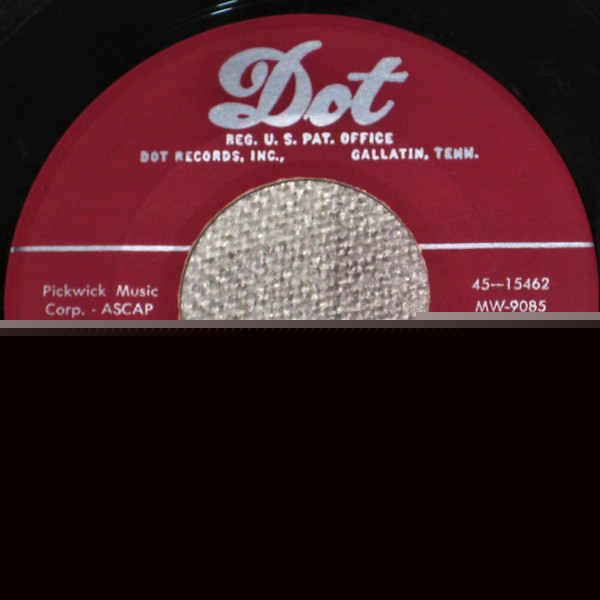 Dot
REG. U. S. PAT. OFFICE
DOT RECORDS, INC., GALLATIN, TENN.
Pickwick Music
Corp. - ASCAP
45—15462
MW-9085